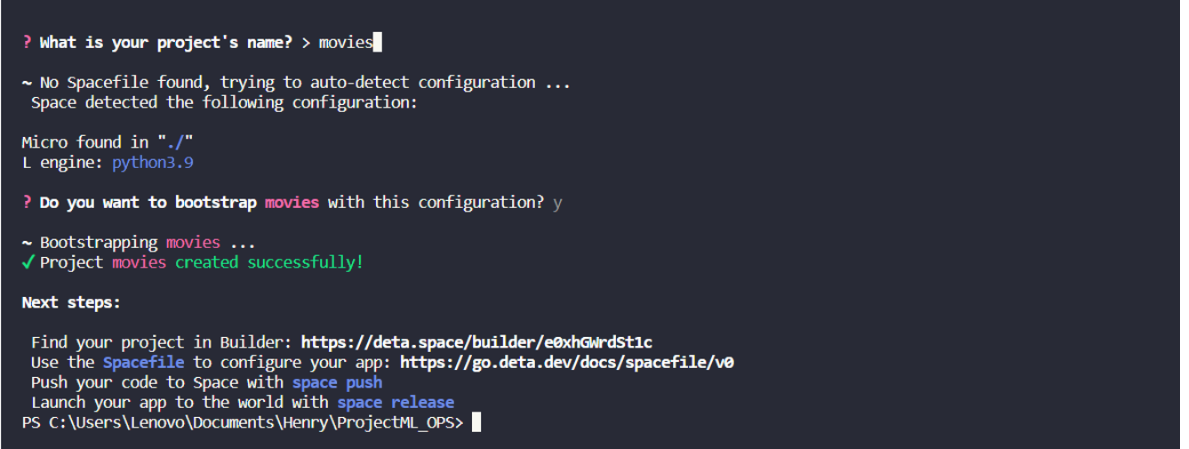 ? What is your project's name? > movies
~ No Spacefile found, trying to auto-detect configuration ...
Space detected the following configuration:
Micro found in "./"
L engine: python3.9
? Do you want to bootstrap movies with this configuration? y
~ Bootstrapping movies ...
✓ Project movies created successfully!
Next steps:
Find your project in Builder: https://deta.space/builder/e0xhGWrdSt1c
Use the Spacefile to configure your app: https://go.deta.dev/docs/spacefile/v0
Push your code to Space with space push
Launch your app to the world with space release
PS C:\Users\Lenovo\Documents\Henry\ProjectML_OPS>